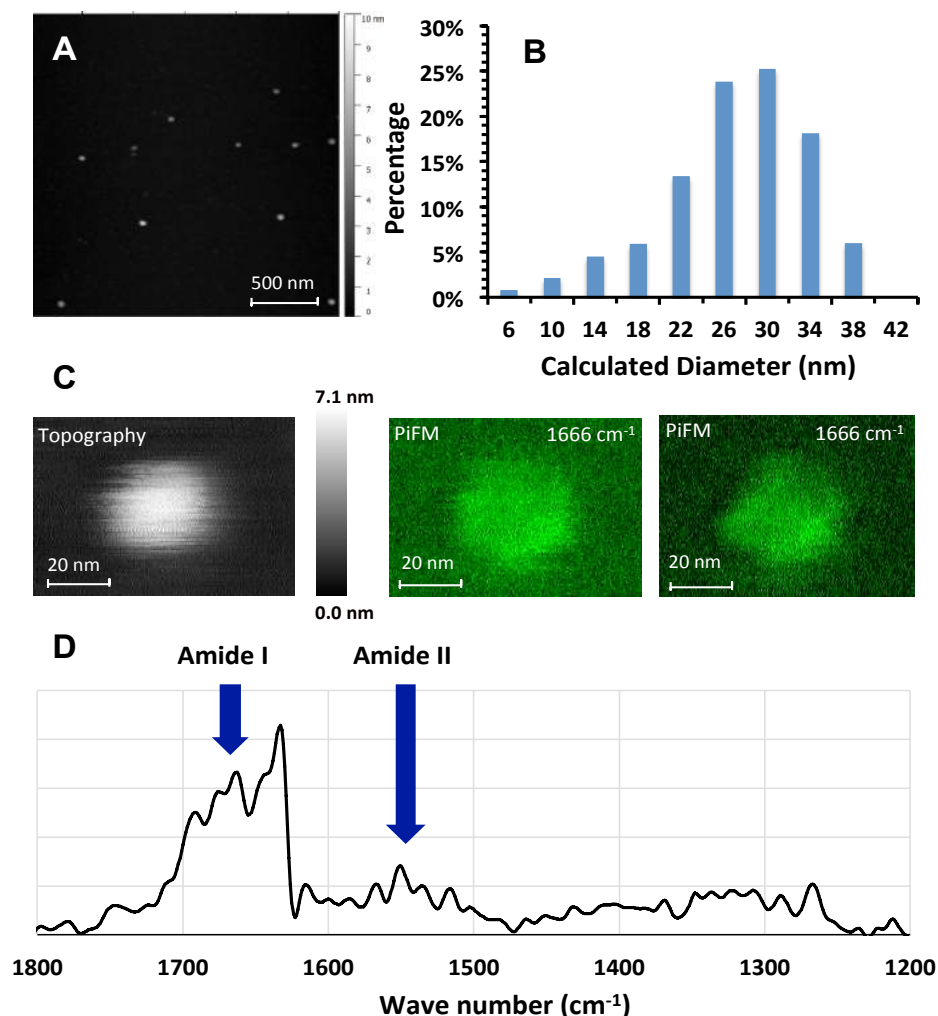 A
10 nm
9
8
7
6
5
4
3
2
1
0
500 nm
B
30%
25%
20%
15%
10%
5%
0%
Percentage
6 10 14 18 22 26 30 34 38 42
Calculated Diameter (nm)
C
Topography
20 nm
7.1 nm
0.0 nm
PiFM 1666 cm⁻¹
20 nm
PiFM 1666 cm⁻¹
20 nm
D
Amide I Amide II
1800 1700 1600 1500 1400 1300 1200
Wave number (cm⁻¹)